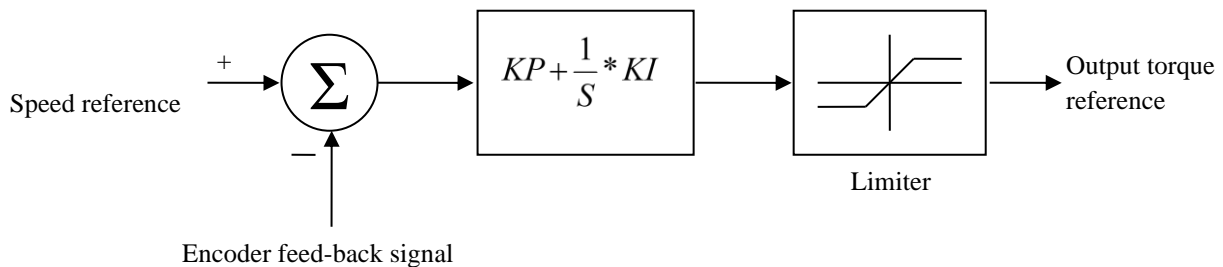 +
Speed reference
Σ
−
Encoder feed-back signal
KP + 1/S * KI
Limiter
Output torque
reference